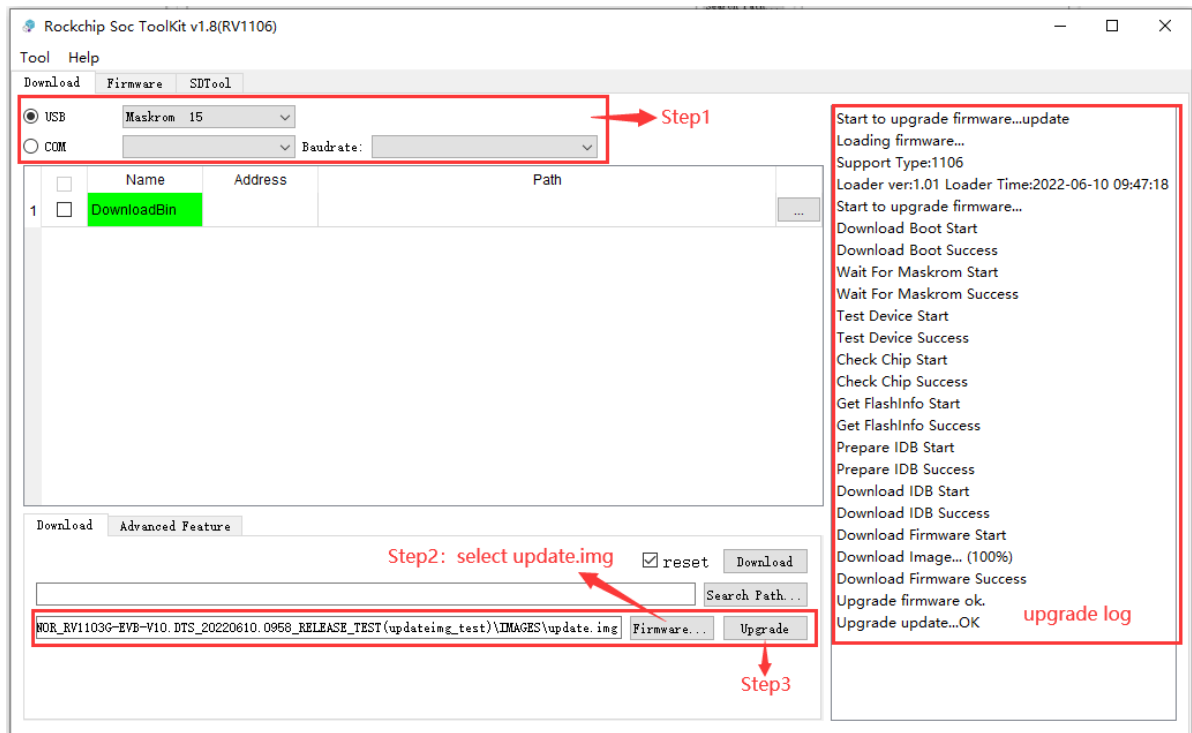 Rockchip Soc ToolKit v1.8(RV1106)
Tool Help
Download Firmware SDTool
USB Maskrom 15
Step1
COM Baudrate:
Name Address Path
1 DownloadBin ...
Download Advanced Feature
Step2：select update.img
reset Download
Search Path...
NOR_RV1103G-EVB-V10.DTS_20220610.0958_RELEASE_TEST(updateimg_test)\IMAGES\update.img Firmware... Upgrade
Step3
Start to upgrade firmware...update
Loading firmware...
Support Type:1106
Loader ver:1.01 Loader Time:2022-06-10 09:47:18
Start to upgrade firmware...
Download Boot Start
Download Boot Success
Wait For Maskrom Start
Wait For Maskrom Success
Test Device Start
Test Device Success
Check Chip Start
Check Chip Success
Get FlashInfo Start
Get FlashInfo Success
Prepare IDB Start
Prepare IDB Success
Download IDB Start
Download IDB Success
Download Firmware Start
Download Image... (100%)
Download Firmware Success
Upgrade firmware ok.
Upgrade update...OK
upgrade log